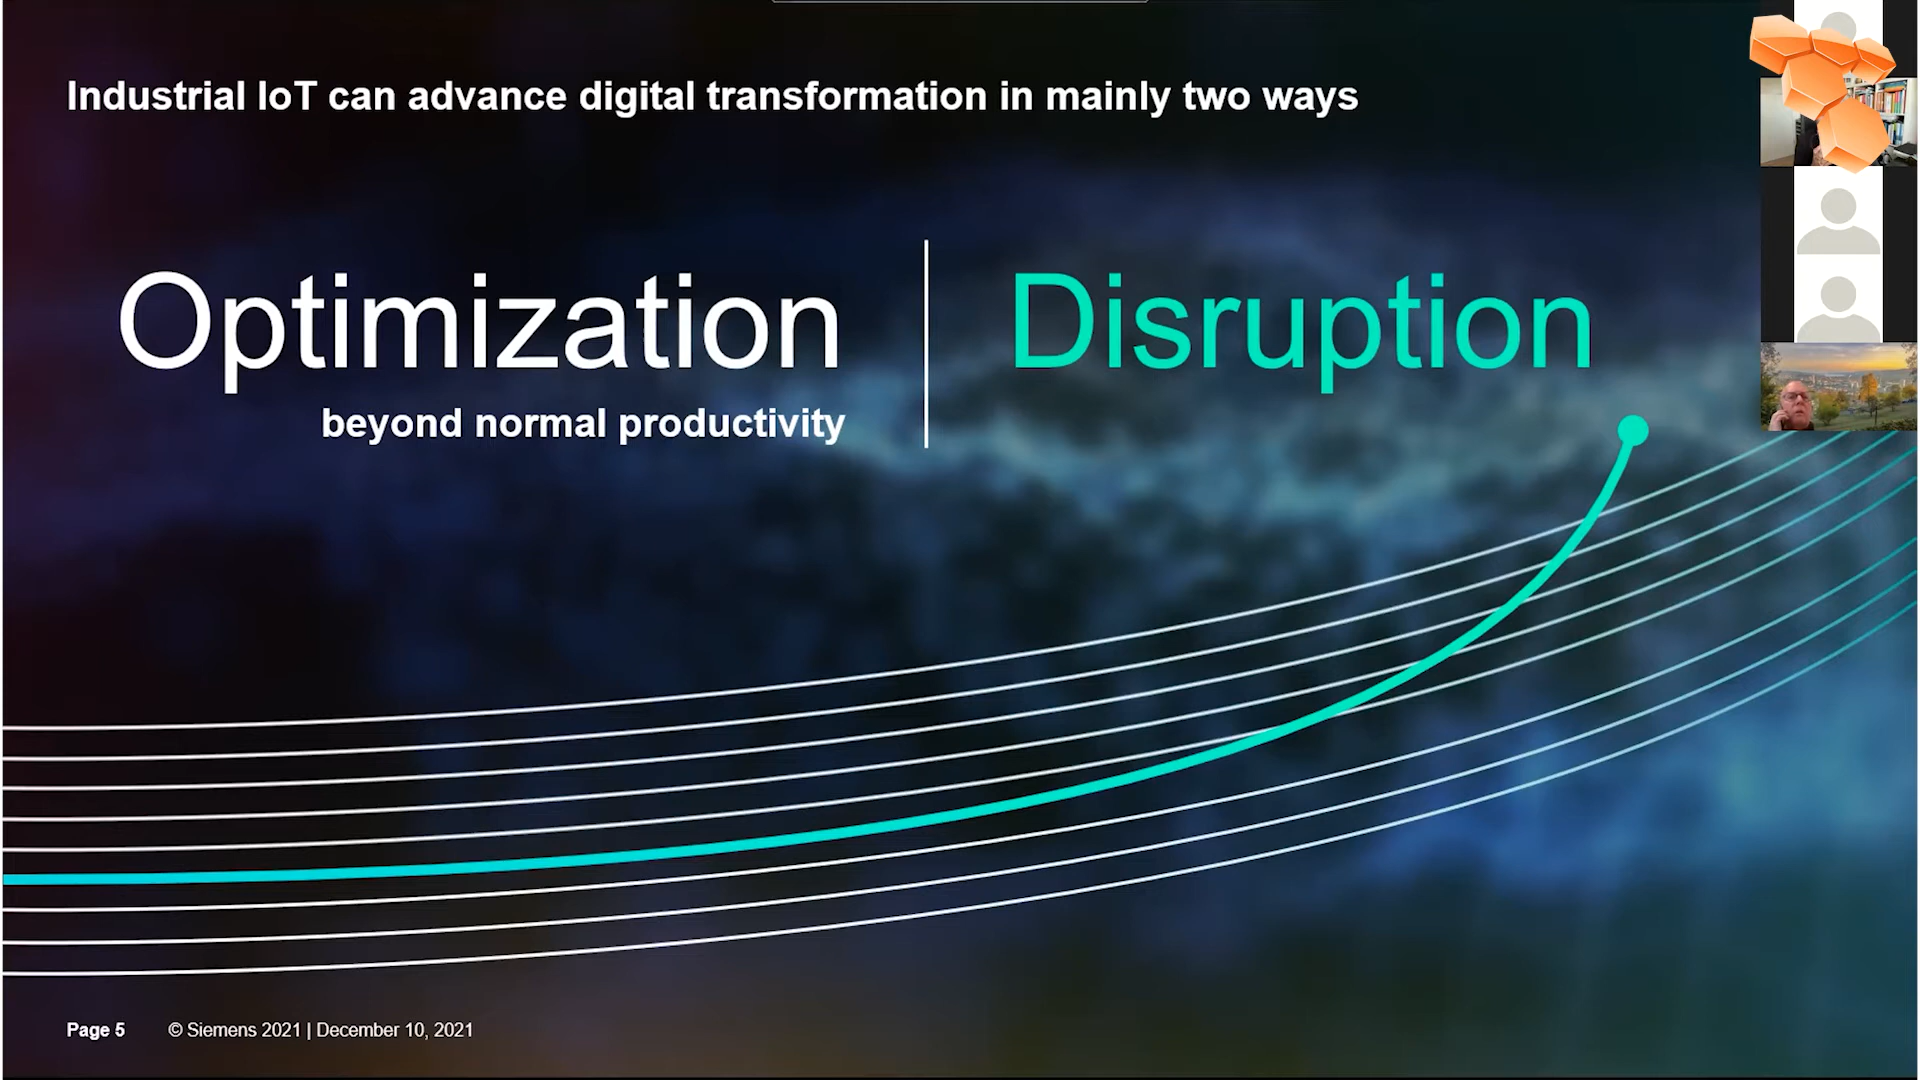 Industrial IoT can advance digital transformation in mainly two ways
Optimization
beyond normal productivity
Disruption
Page 5 © Siemens 2021 | December 10, 2021